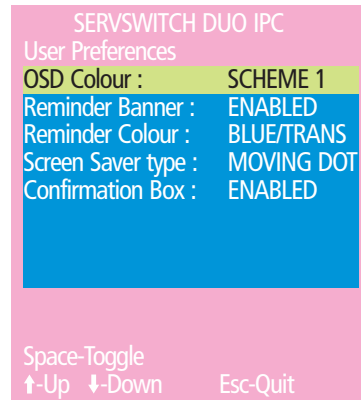 SERVSWITCH DUO IPC
User Preferences
OSD Colour : SCHEME 1
Reminder Banner : ENABLED
Reminder Colour : BLUE/TRANS
Screen Saver type : MOVING DOT
Confirmation Box : ENABLED
Space-Toggle
⬆-Up ⬇-Down Esc-Quit